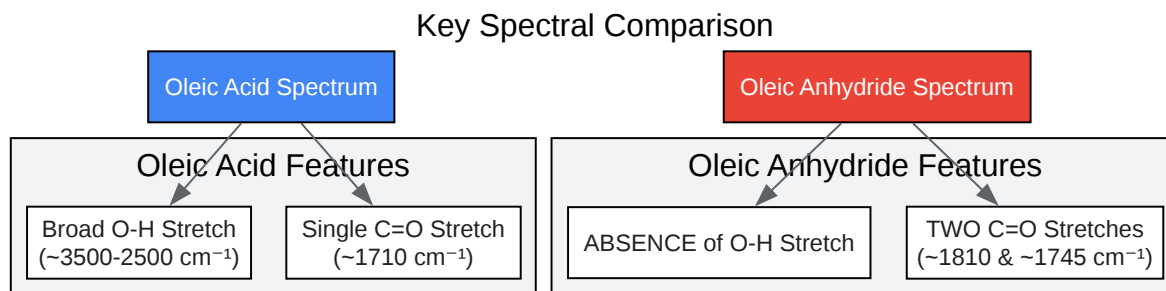 Key Spectral Comparison
Oleic Acid Spectrum
Oleic Anhydride Spectrum
Oleic Acid Features
Oleic Anhydride Features
Broad O-H Stretch
(~3500-2500 cm⁻¹)
Single C=O Stretch
(~1710 cm⁻¹)
ABSENCE of O-H Stretch
TWO C=O Stretches
(~1810 & ~1745 cm⁻¹)